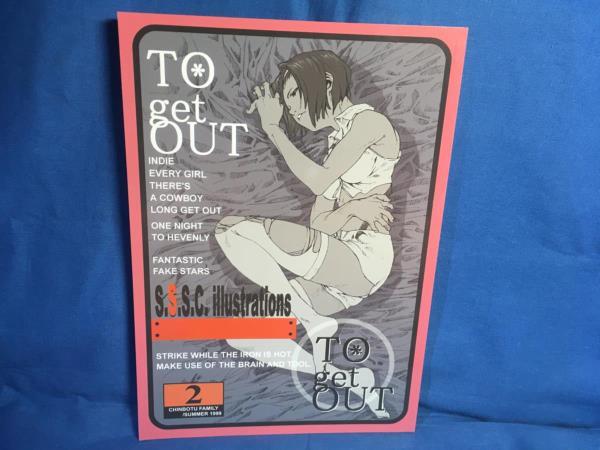 TO
get
OUT
INDIE
EVERY GIRL
THERE'S
A COWBOY
LONG GET OUT
ONE NIGHT
TO HEVENLY
FANTASTIC
FAKE STARS
S.S.S.C. illustrations
STRIKE WHILE THE IRON IS HOT
MAKE USE OF THE BRAIN AND TOOL
TO
get
OUT
2
CHINBOTU FAMILY
/SUMMER 1999